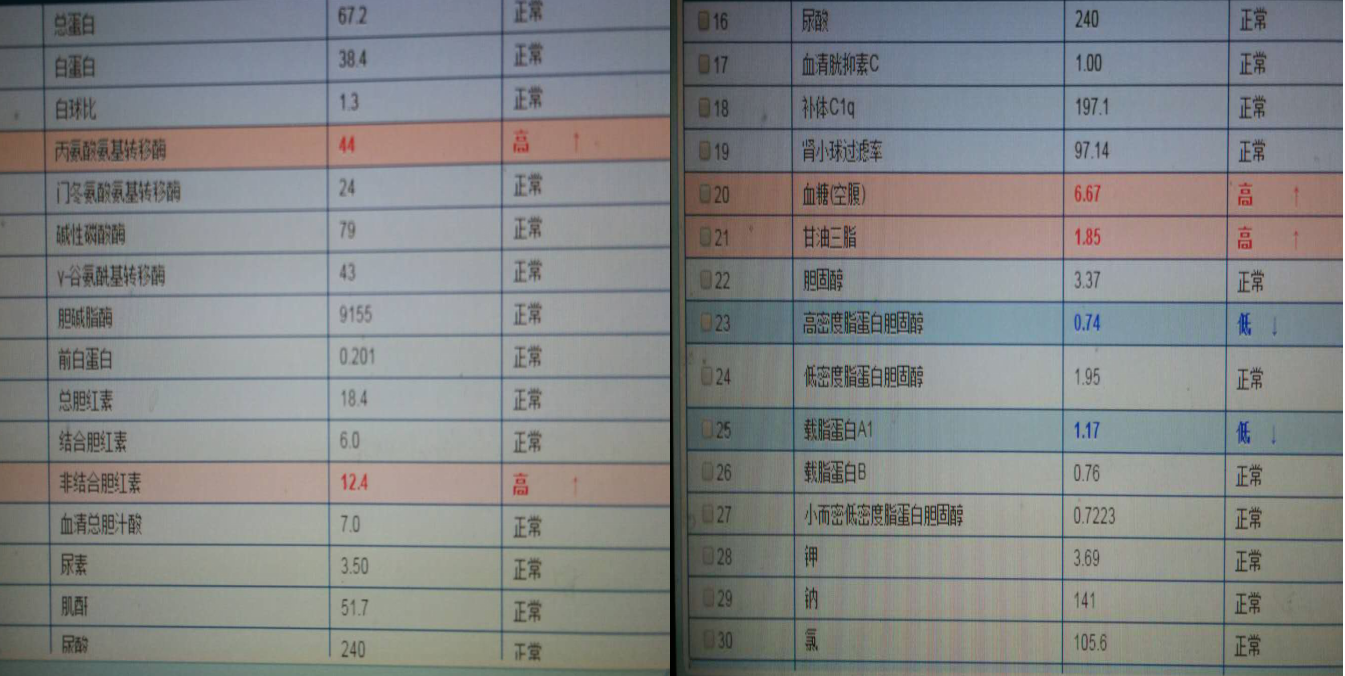 总蛋白 67.2 正常
白蛋白 38.4 正常
白球比 1.3 正常
丙氨酸氨基转移酶 44 高 ↑
门冬氨酸氨基转移酶 24 正常
碱性磷酸酶 79 正常
γ-谷氨酰基转移酶 43 正常
胆碱脂酶 9155 正常
前白蛋白 0.201 正常
总胆红素 18.4 正常
结合胆红素 6.0 正常
非结合胆红素 12.4 高 ↑
血清总胆汁酸 7.0 正常
尿素 3.50 正常
肌酐 51.7 正常
尿酸 240 正常
16 尿酸 240 正常
17 血清胱抑素C 1.00 正常
18 补体C1q 197.1 正常
19 肾小球过滤率 97.14 正常
20 血糖(空腹) 6.67 高 ↑
21 甘油三脂 1.85 高 ↑
22 胆固醇 3.37 正常
23 高密度脂蛋白胆固醇 0.74 低 ↓
24 低密度脂蛋白胆固醇 1.95 正常
25 载脂蛋白A1 1.17 低 ↓
26 载脂蛋白B 0.76 正常
27 小而密低密度脂蛋白胆固醇 0.7223 正常
28 钾 3.69 正常
29 钠 141 正常
30 氯 105.6 正常